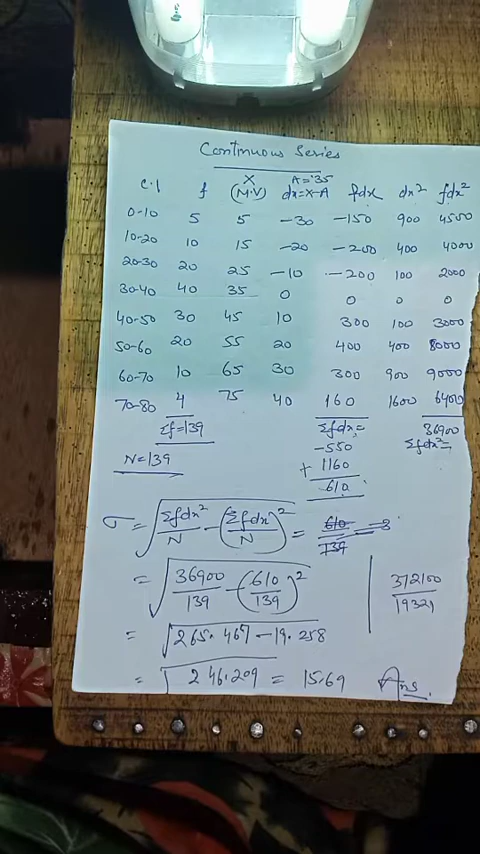 Continuous Series
X A=35
C.I f (M.V) dx=X-A fdx dx² fdx²
0-10 5 5 -30 -150 900 4500
10-20 10 15 -20 -200 400 4000
20-30 20 25 -10 -200 100 2000
30-40 40 35 0 0 0 0
40-50 30 45 10 300 100 3000
50-60 20 55 20 400 400 8000
60-70 10 65 30 300 900 9000
70-80 4 75 40 160 1600 6400
Σf=139 Σfdx= 36900
-550 Σfdx²=
N=139 + 1160
610
σ = √Σfdx²/N - (Σfdx/N)² = 610/139 = 3
= √36900/139 - (610/139)² 372100/19321
= √265.467 - 19.258
= √246.209 = 15.69 Ans.